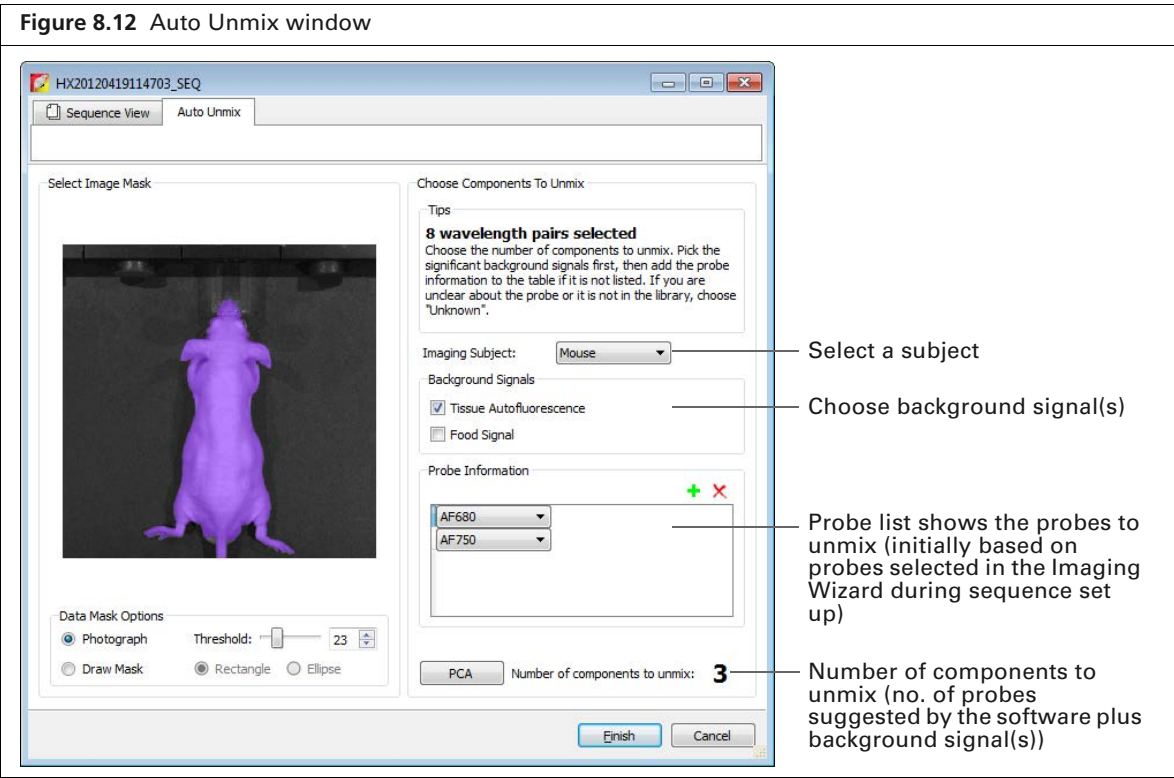 Figure 8.12 Auto Unmix window
HX20120419114703_SEQ
Sequence View
Auto Unmix
Select Image Mask
Data Mask Options
Photograph
Threshold:
23
Draw Mask
Rectangle
Ellipse
Choose Components To Unmix
Tips
8 wavelength pairs selected
Choose the number of components to unmix. Pick the
significant background signals first, then add the probe
information to the table if it is not listed. If you are
unclear about the probe or it is not in the library, choose
"Unknown".
Imaging Subject:
Mouse
Background Signals
Tissue Autofluorescence
Food Signal
Probe Information
AF680
AF750
PCA
Number of components to unmix:
3
Finish
Cancel
Select a subject
Choose background signal(s)
Probe list shows the probes to
unmix (initially based on
probes selected in the Imaging
Wizard during sequence set
up)
Number of components to
unmix (no. of probes
suggested by the software plus
background signal(s))